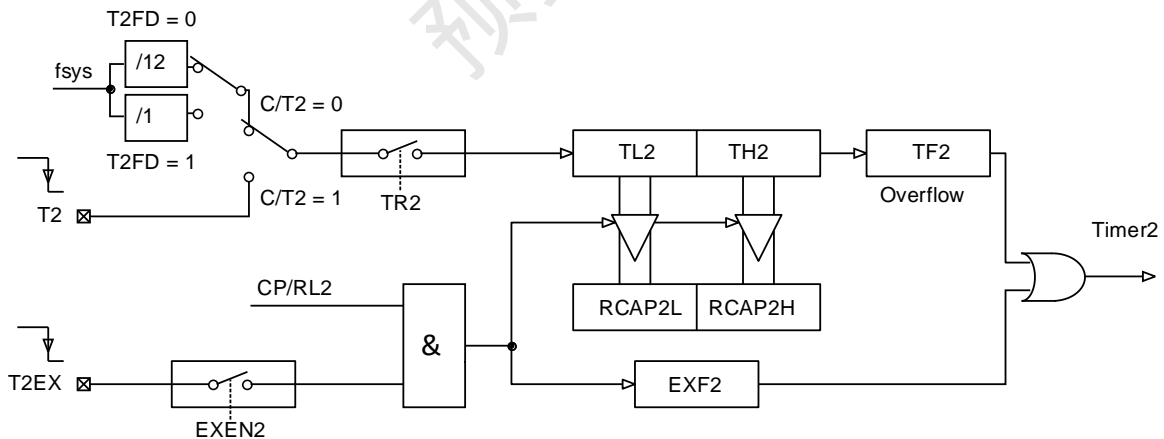 T2FD = 0
/12
fsys
C/T2 = 0
/1
T2FD = 1
TL2
TH2
TF2
T2
C/T2 = 1
TR2
Overflow
Timer2
CP/RL2
RCAP2L
RCAP2H
&
T2EX
EXF2
EXEN2